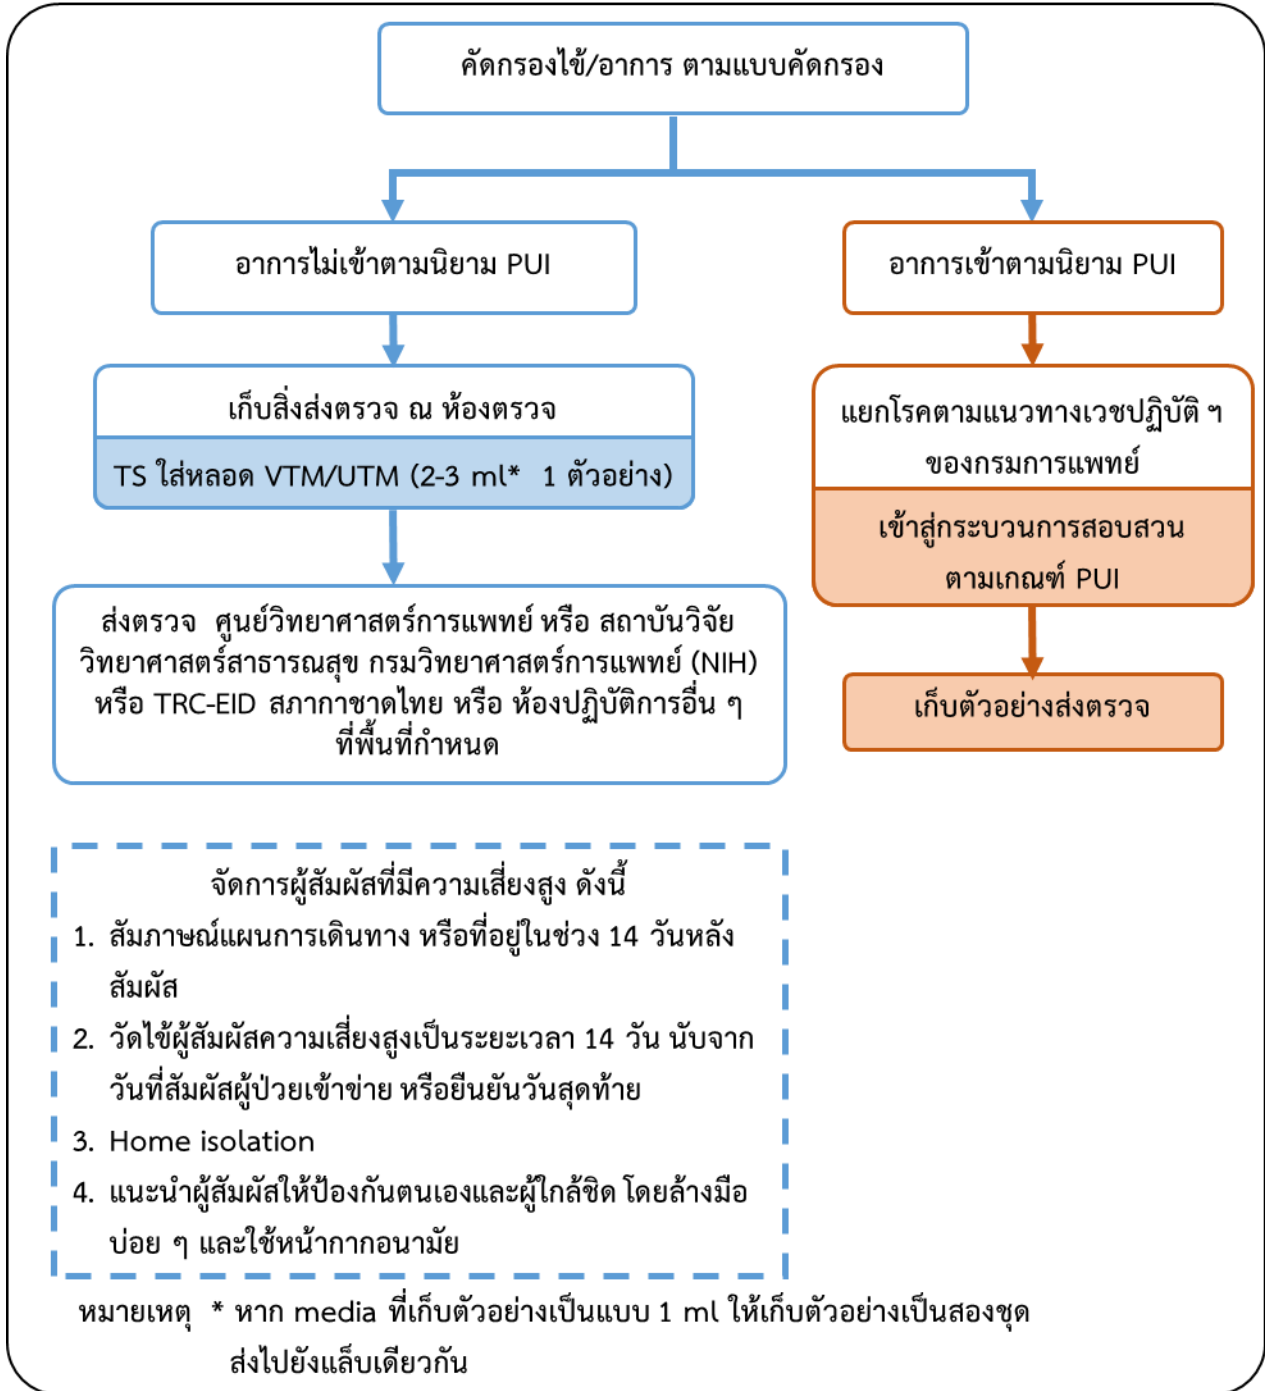 คัดกรองไข้/อาการ ตามแบบคัดกรอง
อาการไม่เข้าตามนิยาม PUI
เก็บสิ่งส่งตรวจ ณ ห้องตรวจ
TS ใส่หลอด VTM/UTM (2-3 ml* 1 ตัวอย่าง)
ส่งตรวจ ศูนย์วิทยาศาสตร์การแพทย์ หรือ สถาบันวิจัย
วิทยาศาสตร์สาธารณสุข กรมวิทยาศาสตร์การแพทย์ (NIH)
หรือ TRC-EID สภากาชาดไทย หรือ ห้องปฏิบัติการอื่น ๆ
ที่พื้นที่กำหนด
อาการเข้าตามนิยาม PUI
แยกโรคตามแนวทางเวชปฏิบัติ ฯ
ของกรมการแพทย์
เข้าสู่กระบวนการสอบสวน
ตามเกณฑ์ PUI
เก็บตัวอย่างส่งตรวจ
จัดการผู้สัมผัสที่มีความเสี่ยงสูง ดังนี้
1. สัมภาษณ์แผนการเดินทาง หรือที่อยู่ในช่วง 14 วันหลัง
สัมผัส
2. วัดไข้ผู้สัมผัสความเสี่ยงสูงเป็นระยะเวลา 14 วัน นับจาก
วันที่สัมผัสผู้ป่วยเข้าข่าย หรือยืนยันวันสุดท้าย
3. Home isolation
4. แนะนำผู้สัมผัสให้ป้องกันตนเองและผู้ใกล้ชิด โดยล้างมือ
บ่อย ๆ และใช้หน้ากากอนามัย
หมายเหตุ * หาก media ที่เก็บตัวอย่างเป็นแบบ 1 ml ให้เก็บตัวอย่างเป็นสองชุด
ส่งไปยังแล็บเดียวกัน